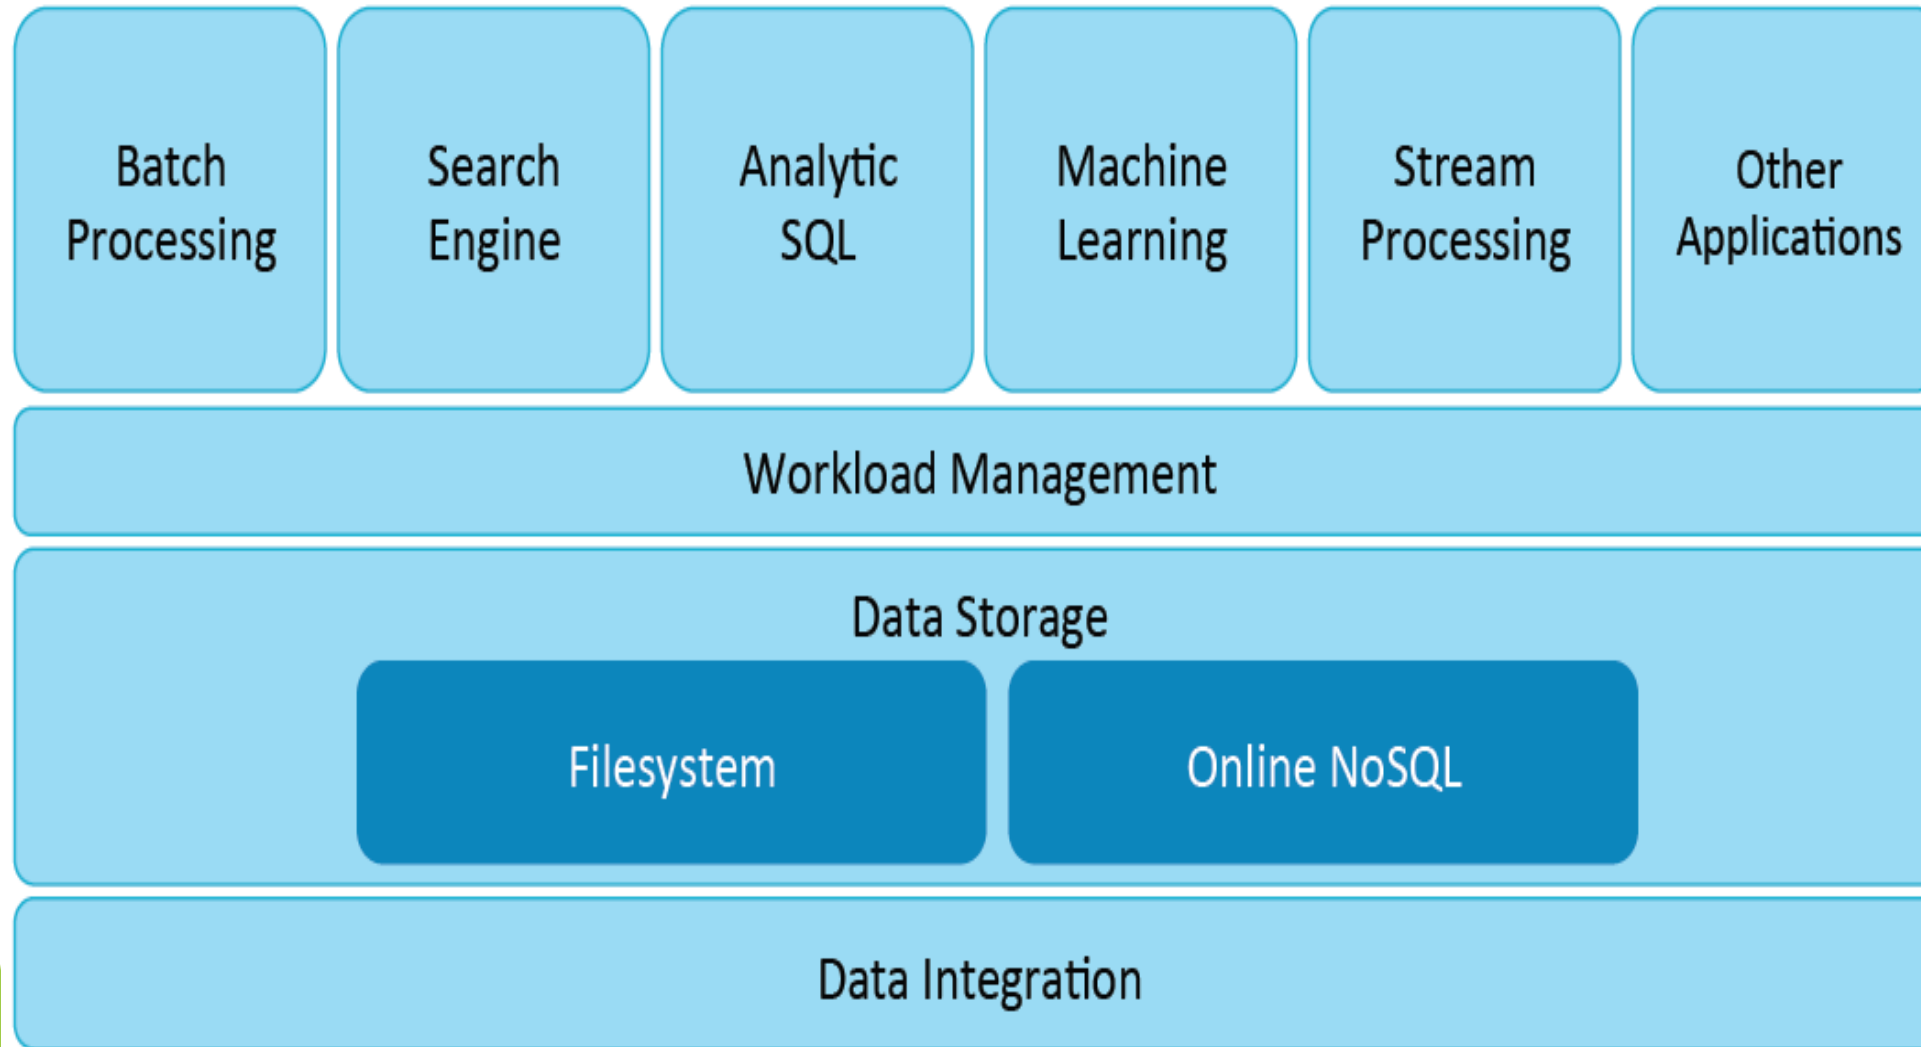 Batch
Processing
Search
Engine
Analytic
SQL
Machine
Learning
Stream
Processing
Other
Applications
Workload Management
Data Storage
Filesystem
Online NoSQL
Data Integration